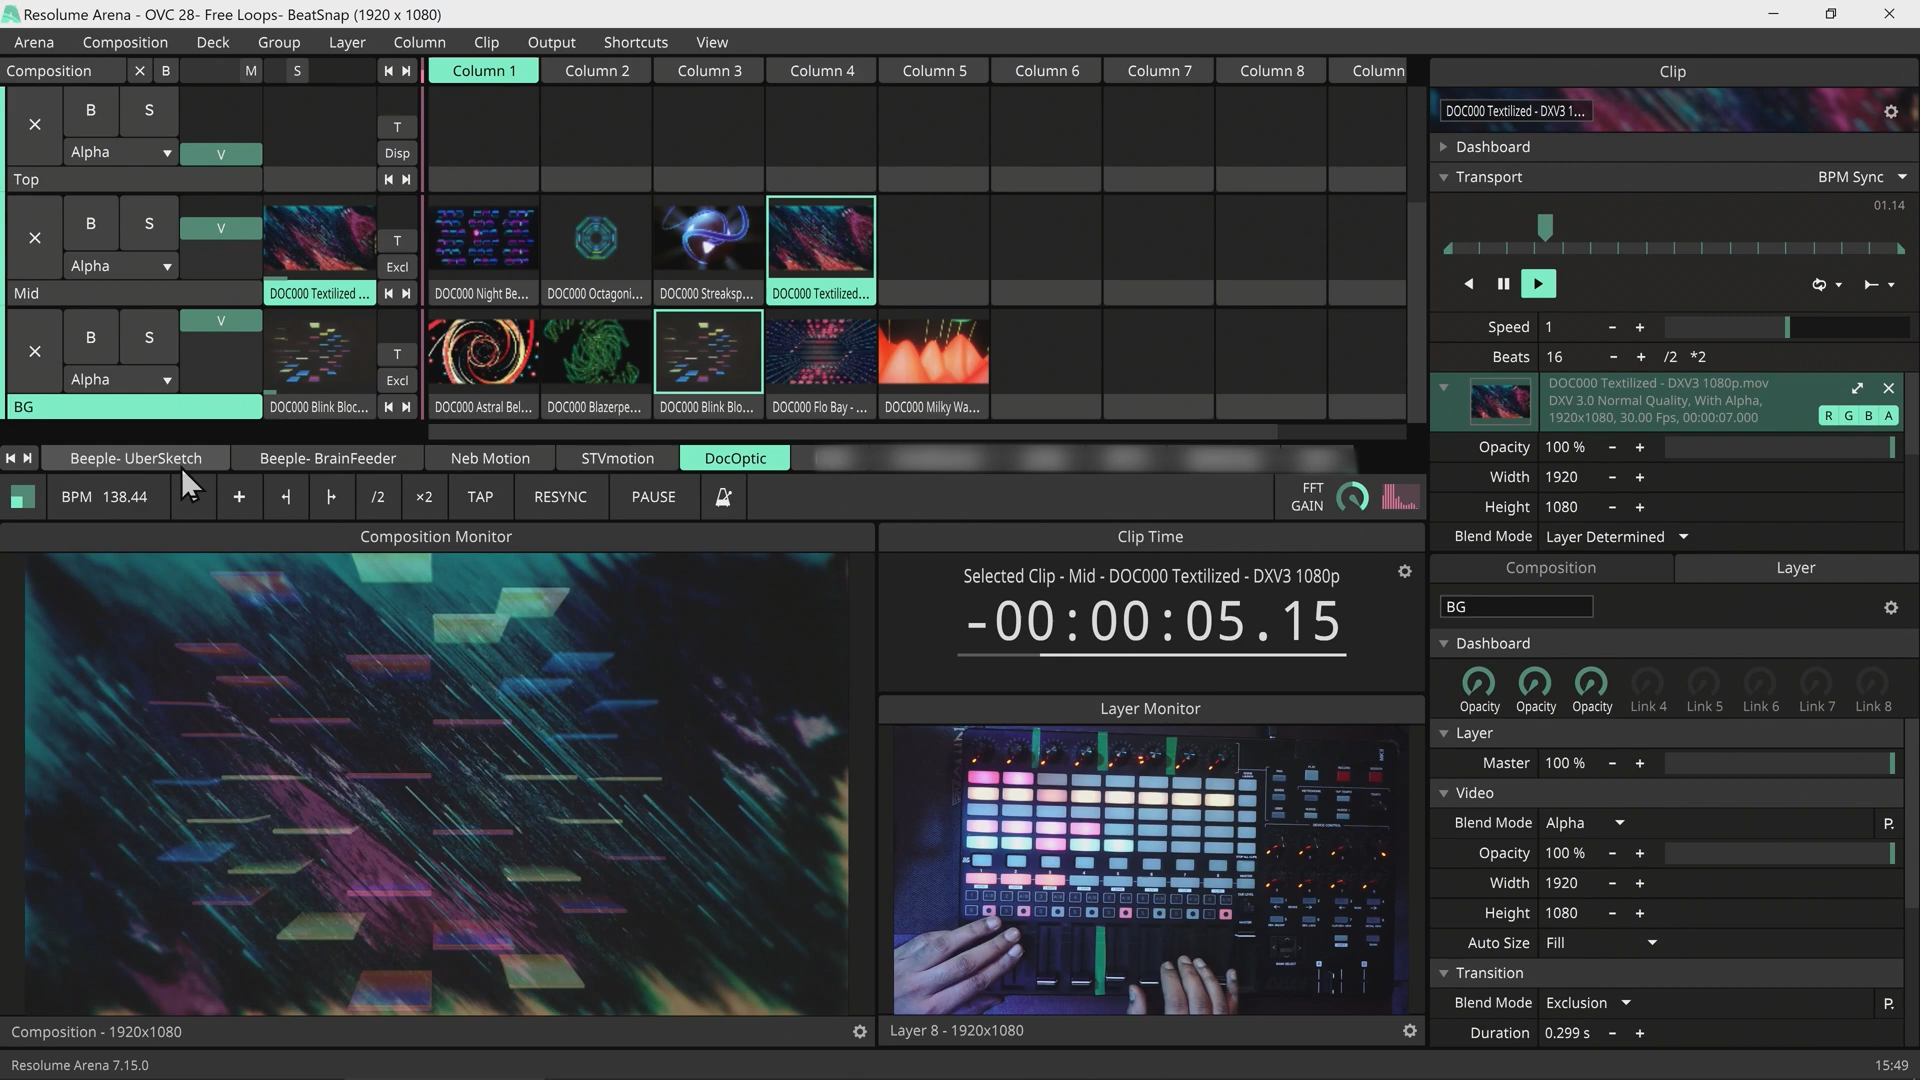 Resolume Arena - OVC 28- Free Loops- BeatSnap (1920 x 1080)
Arena Composition Deck Group Layer Column Clip Output Shortcuts View
Composition B M S Column 1 Column 2 Column 3 Column 4 Column 5 Column 6 Column 7 Column 8 Column
B S T
Alpha V Disp
Top
B S V T
Alpha Excl
Mid DOC000 Textilized ... DOC000 Night Be... DOC000 Octagoni... DOC000 Streaksp... DOC000 Textilized...
V
B S T
Alpha Excl
BG DOC000 Blink Bloc... DOC000 Astral Bel... DOC000 Blazerpe... DOC000 Blink Blo... DOC000 Flo Bay - ... DOC000 Milky Wa...
Beeple- UberSketch Beeple- BrainFeeder Neb Motion STVmotion DocOptic
BPM 138.44 + /2 ×2 TAP RESYNC PAUSE FFT GAIN
Composition Monitor
Composition - 1920x1080
Clip Time
Selected Clip - Mid - DOC000 Textilized - DXV3 1080p
-00:00:05.15
Layer Monitor
Layer 8 - 1920x1080
Clip
DOC000 Textilized - DXV3 1...
Dashboard
Transport BPM Sync
01.14
Speed 1 - +
Beats 16 - + /2 *2
DOC000 Textilized - DXV3 1080p.mov
DXV 3.0 Normal Quality, With Alpha,
1920x1080, 30.00 Fps, 00:00:07.000 R G B A
Opacity 100 % - +
Width 1920 - +
Height 1080 - +
Blend Mode Layer Determined
Composition Layer
BG
Dashboard
Opacity Opacity Opacity Link 4 Link 5 Link 6 Link 7 Link 8
Layer
Master 100 % - +
Video
Blend Mode Alpha P.
Opacity 100 % - +
Width 1920 - +
Height 1080 - +
Auto Size Fill
Transition
Blend Mode Exclusion P.
Duration 0.299 s - +
Resolume Arena 7.15.0 15:49